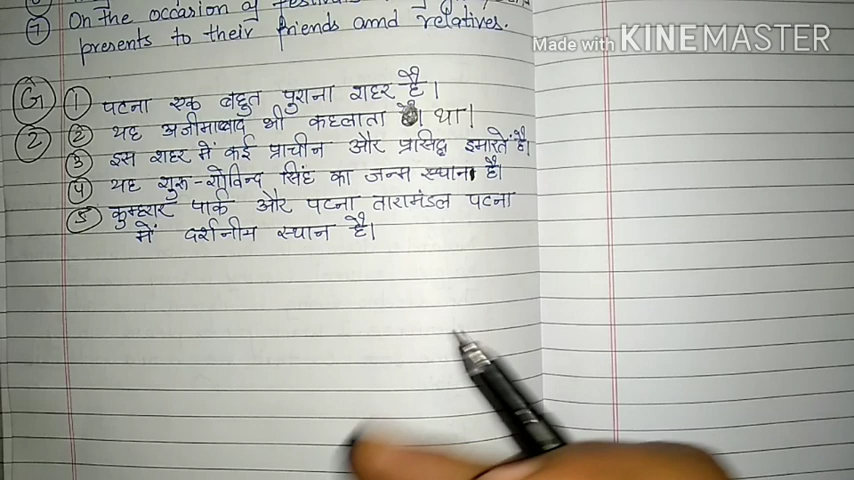 ⑦ On the occasion of
presents to their friends and relatives.
Made with KINEMASTER
Ⓖ ① पटना एक बहुत पुराना शहर है।
② ② यह अजीमाबाद भी कहलाता था।
③ इस शहर में कई प्राचीन और प्रसिद्ध इमारतें है।
④ यह गुरु-गोविन्द सिंह का जन्म स्थान है।
⑤ कुम्हरार पार्क और पटना तारामंडल पटना
में दर्शनीय स्थान है।